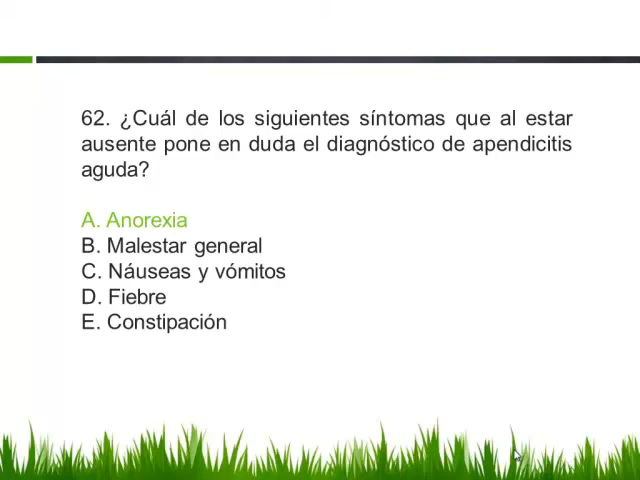 62. ¿Cuál de los siguientes síntomas que al estar
ausente pone en duda el diagnóstico de apendicitis
aguda?
A. Anorexia
B. Malestar general
C. Náuseas y vómitos
D. Fiebre
E. Constipación